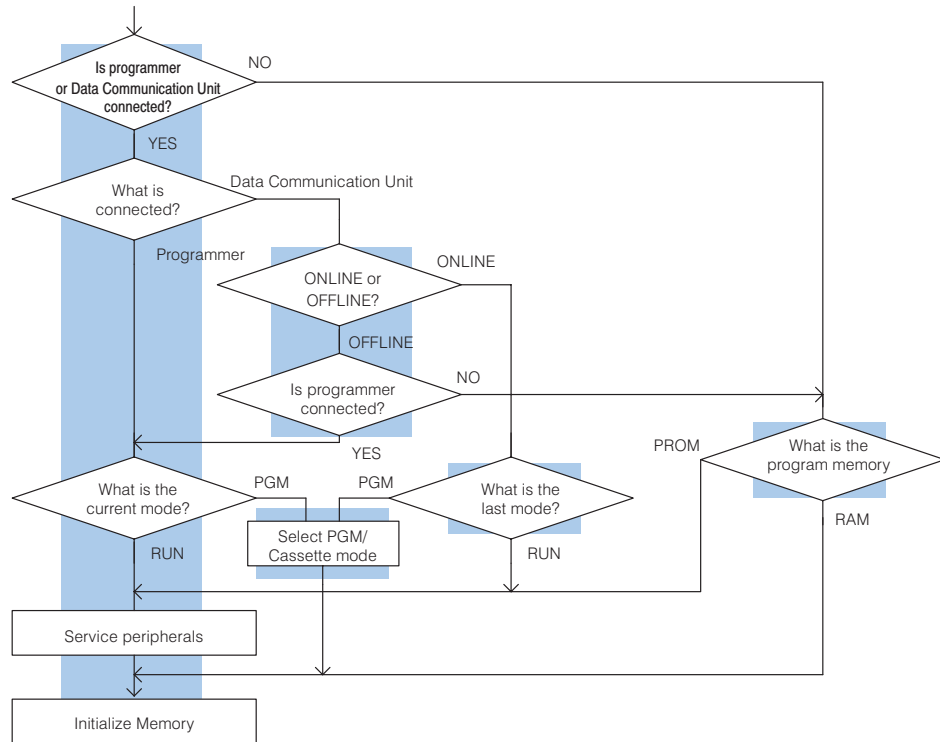 Is programmer
or Data Communication Unit
connected?
NO
YES
What is
connected?
Data Communication Unit
Programmer
ONLINE or
OFFLINE?
ONLINE
OFFLINE
Is programmer
connected?
NO
YES
What is the
program memory
PROM
RAM
What is the
current mode?
PGM
PGM
What is the
last mode?
Select PGM/
Cassette mode
RUN
RUN
Service peripherals
Initialize Memory